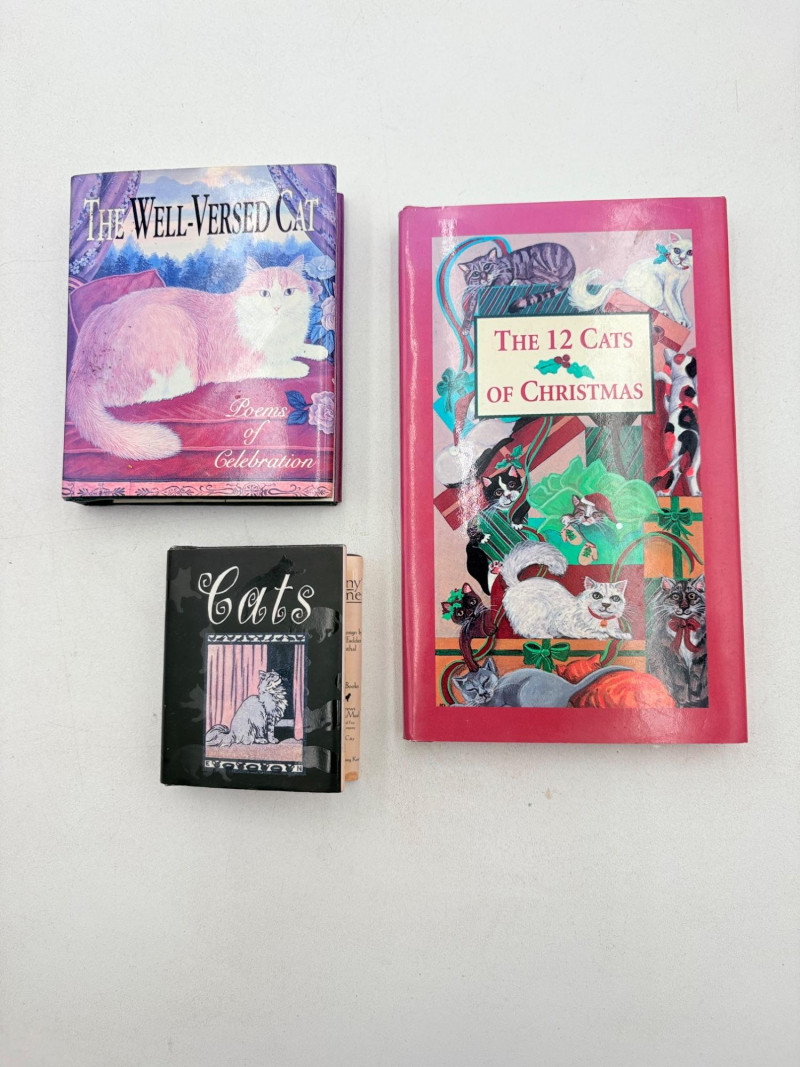 THE WELL-VERSED CAT
Poems
of
Celebration
THE 12 CATS
OF CHRISTMAS
Cats